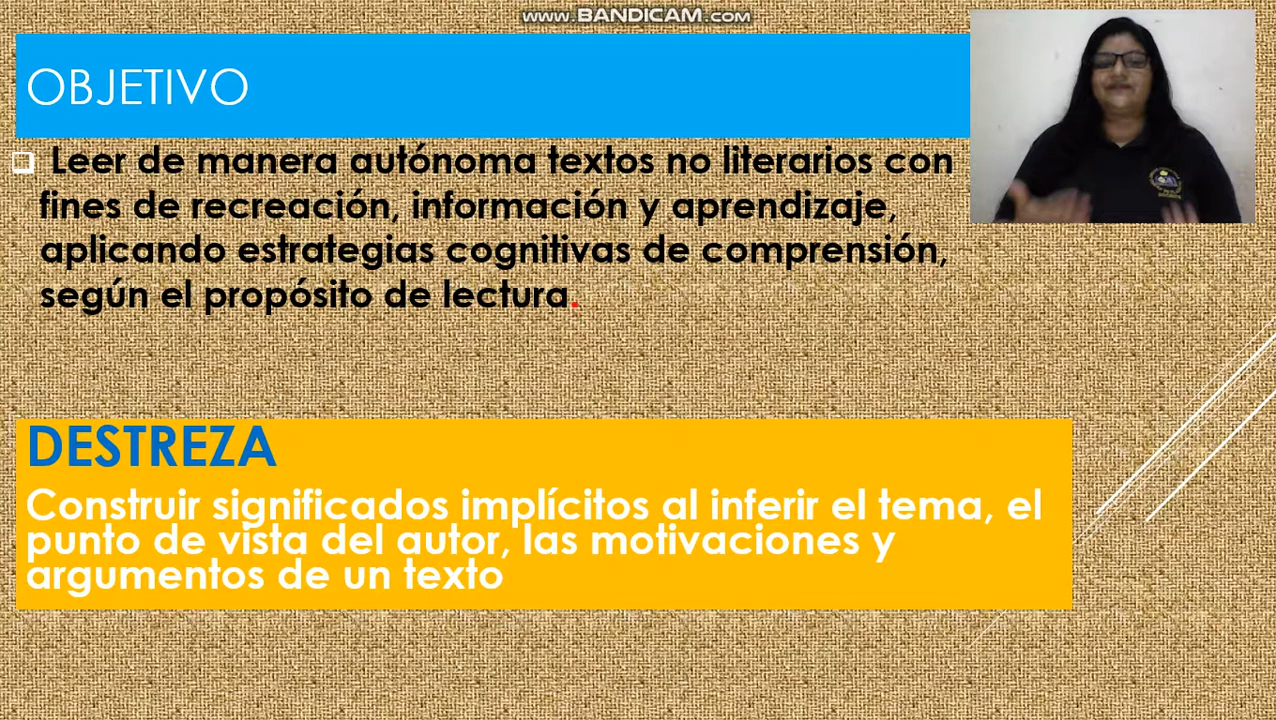 WWW.BANDICAM.COM
OBJETIVO
Leer de manera autónoma textos no literarios con
fines de recreación, información y aprendizaje,
aplicando estrategias cognitivas de comprensión,
según el propósito de lectura.
DESTREZA
Construir significados implícitos al inferir el tema, el
punto de vista del autor, las motivaciones y
argumentos de un texto